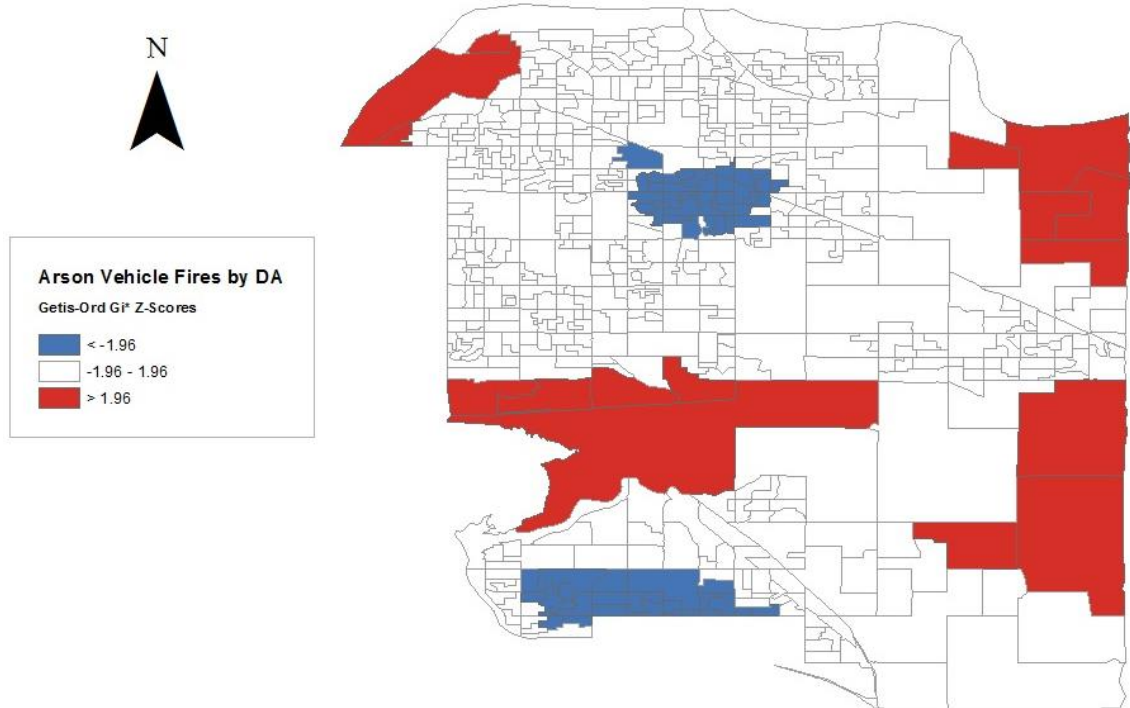 N
Arson Vehicle Fires by DA
Getis-Ord Gi* Z-Scores
< -1.96
-1.96 - 1.96
> 1.96